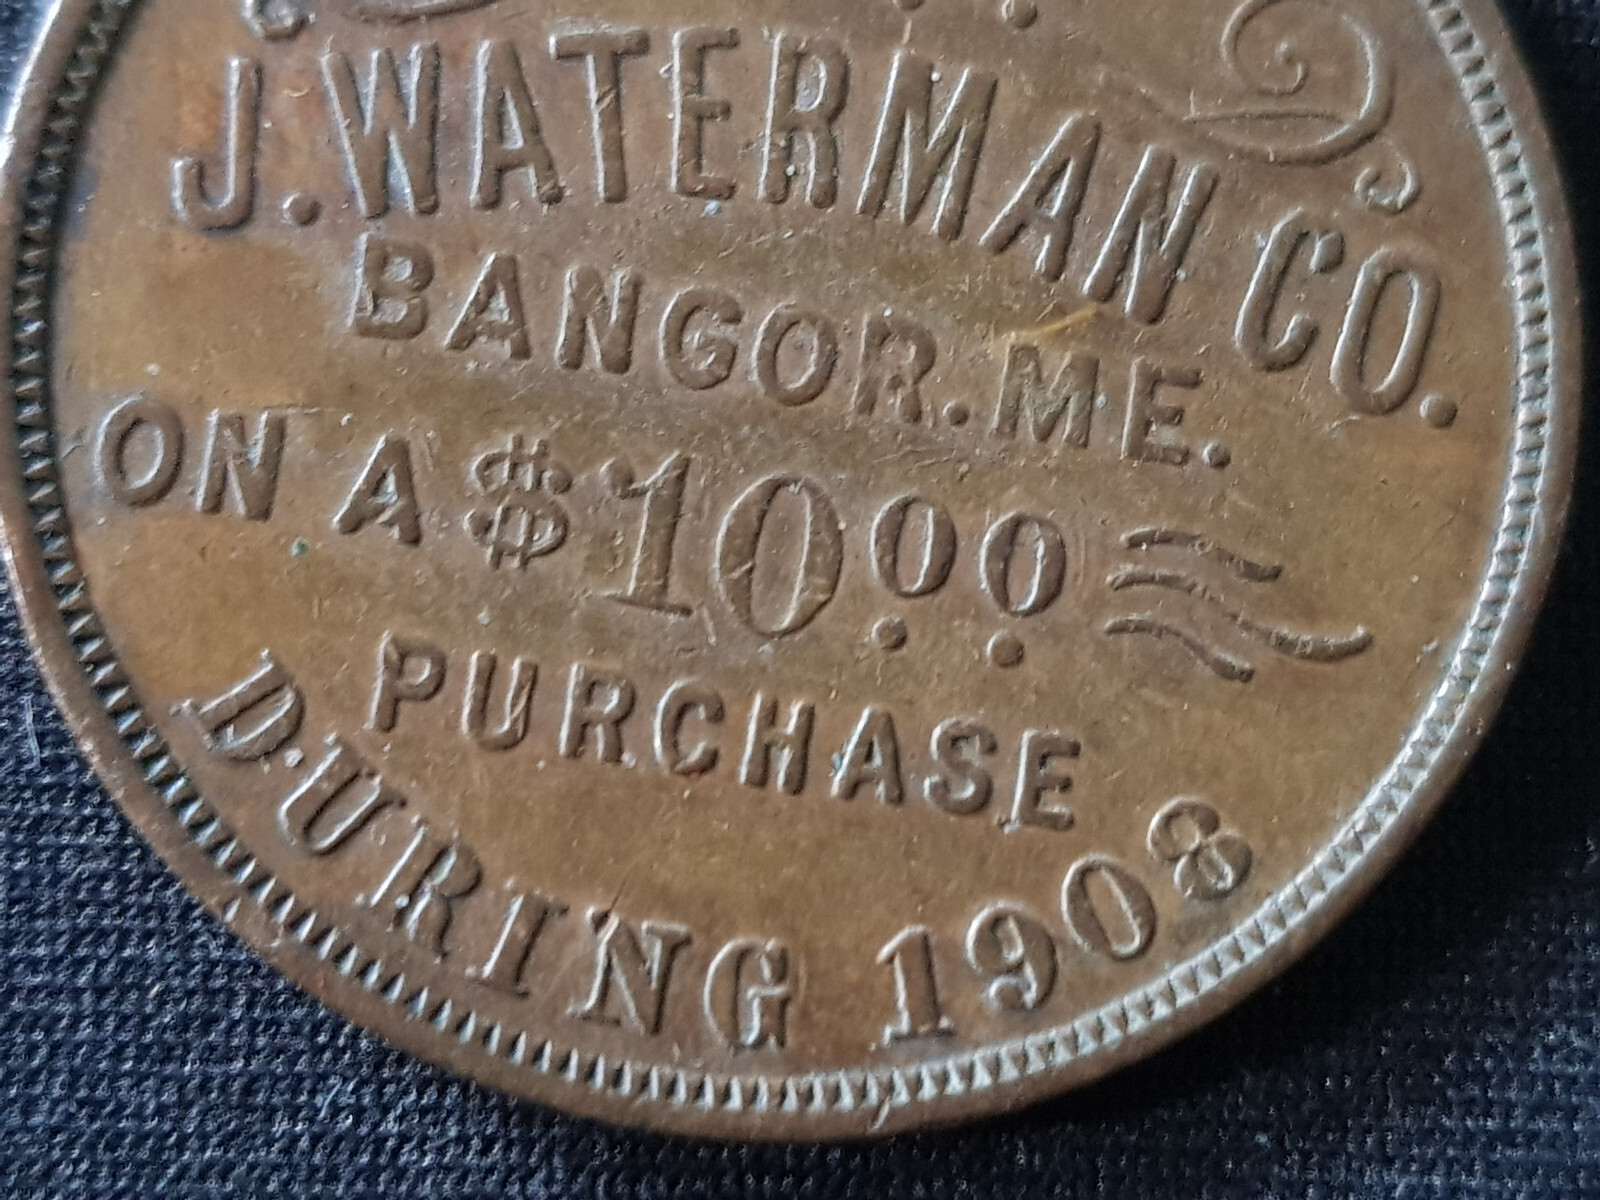 J. WATERMAN CO.
BANGOR. ME.
ON A $10.00
PURCHASE
DURING 1908